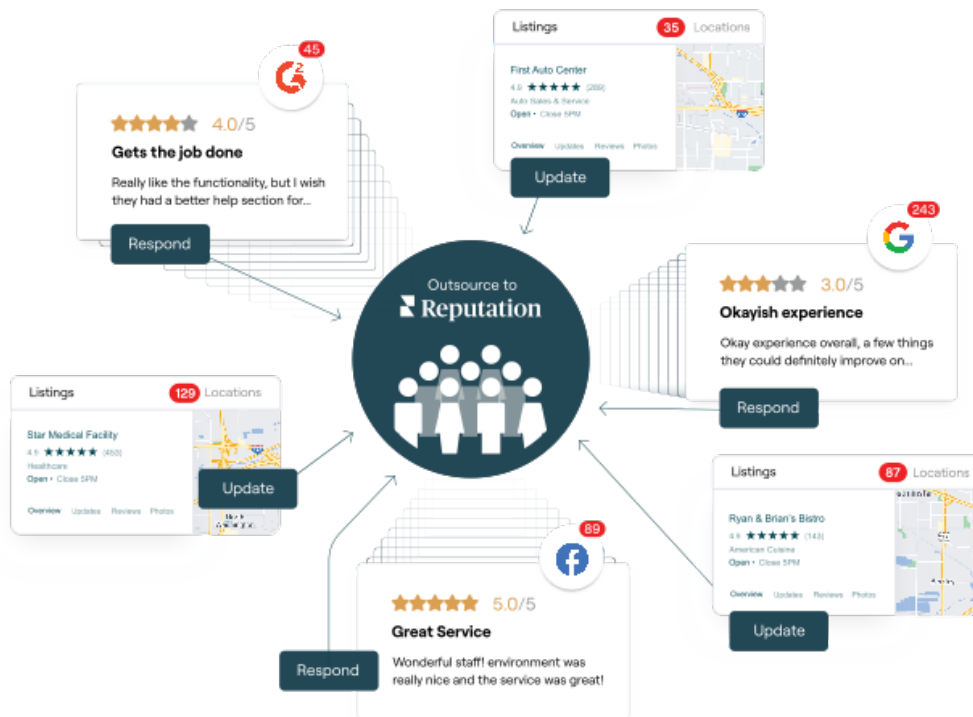 Listings 35 Locations
First Auto Center
4.9 (209)
Auto Sales & Service
Open • Close 5PM
Overview Updates Reviews Photos
Update
45
4.0/5
Gets the job done
Really like the functionality, but I wish
they had a better help section for...
Respond
243
3.0/5
Okayish experience
Okay experience overall, a few things
they could definitely improve on...
Respond
Outsource to
Reputation
Listings 129 Locations
Star Medical Facility
4.9 (453)
Healthcare
Open • Close 5PM
Overview Updates Reviews Photos
Update
Listings 87 Locations
Ryan & Brian's Bistro
4.9 (143)
American Cuisine
Open • Close 5PM
Overview Updates Reviews Photos
Update
89
5.0/5
Great Service
Wonderful staff! environment was
really nice and the service was great!
Respond